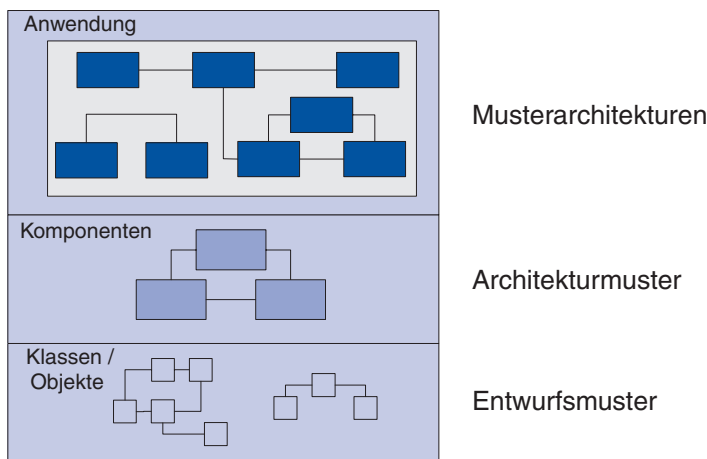 Anwendung
Musterarchitekturen
Komponenten
Architekturmuster
Klassen /
Objekte
Entwurfsmuster